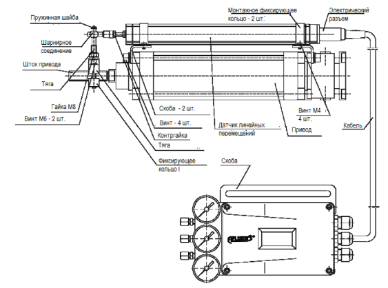 Пружинная шайба
Монтажное фиксирующее
кольцо - 2 шт.
Электрический
разъем
Шарнирное
соединение
Шток привода
Тяга
Гайка М8
Винт М6 - 2 шт.
Скоба - 2 шт.
Винт - 4 шт.
Контргайка
Тяга
Фиксирующее
кольцо I
Датчик линейных
перемещений
Винт М4
4 шт.
Привод
Кабель
Скоба